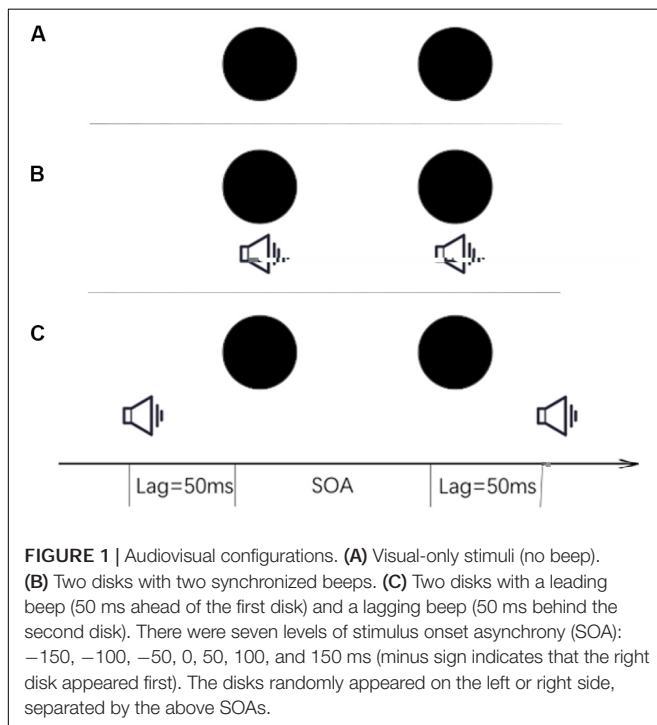 A
B
C
Lag=50ms SOA Lag=50ms
FIGURE 1 | Audiovisual configurations. (A) Visual-only stimuli (no beep).
(B) Two disks with two synchronized beeps. (C) Two disks with a leading
beep (50 ms ahead of the first disk) and a lagging beep (50 ms behind the
second disk). There were seven levels of stimulus onset asynchrony (SOA):
−150, −100, −50, 0, 50, 100, and 150 ms (minus sign indicates that the right
disk appeared first). The disks randomly appeared on the left or right side,
separated by the above SOAs.